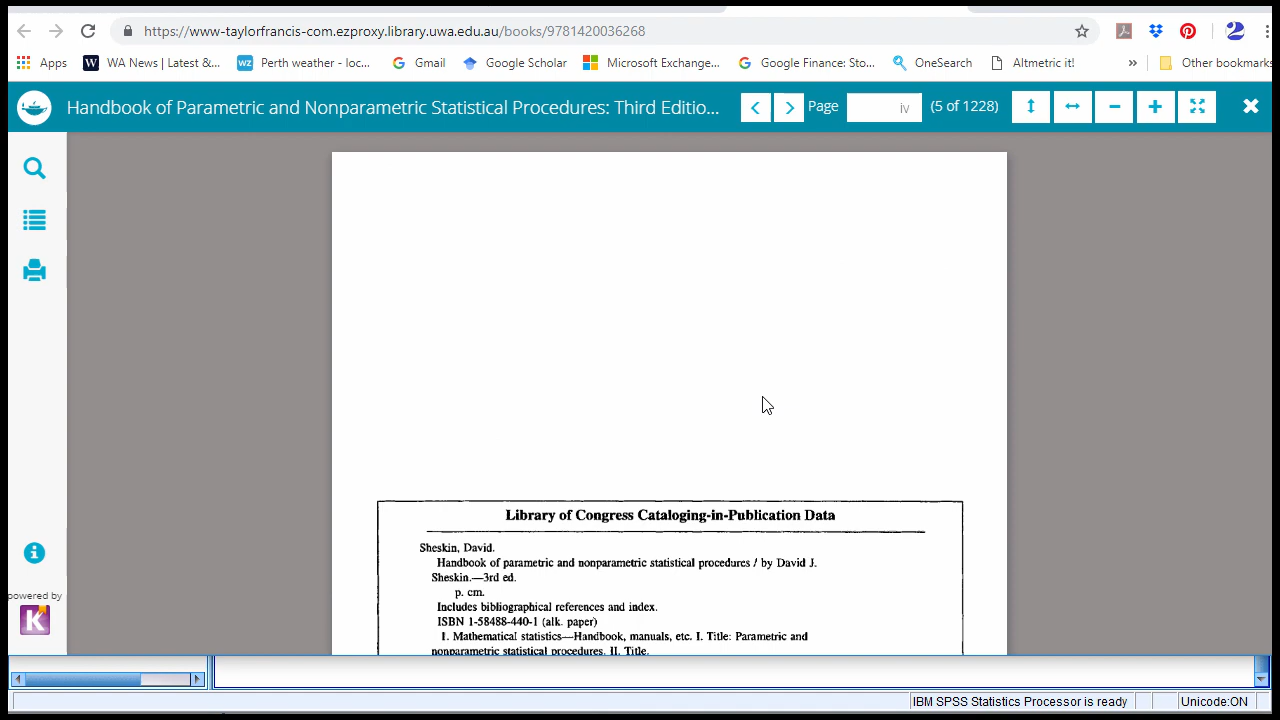 https://www-taylorfrancis-com.ezproxy.library.uwa.edu.au/books/9781420036268
Apps
WA News | Latest &...
Perth weather - loc...
Gmail
Google Scholar
Microsoft Exchange...
Google Finance: Sto...
OneSearch
Altmetric it!
»
Other bookmarks
Handbook of Parametric and Nonparametric Statistical Procedures: Third Editio...
Page
iv
(5 of 1228)
Library of Congress Cataloging-in-Publication Data
Sheskin, David.
Handbook of parametric and nonparametric statistical procedures / by David J.
Sheskin.—3rd ed.
p. cm.
Includes bibliographical references and index.
ISBN 1-58488-440-1 (alk. paper)
I. Mathematical statistics—Handbook, manuals, etc. I. Title: Parametric and
nonparametric statistical procedures. II. Title.
powered by
K
IBM SPSS Statistics Processor is ready
Unicode:ON